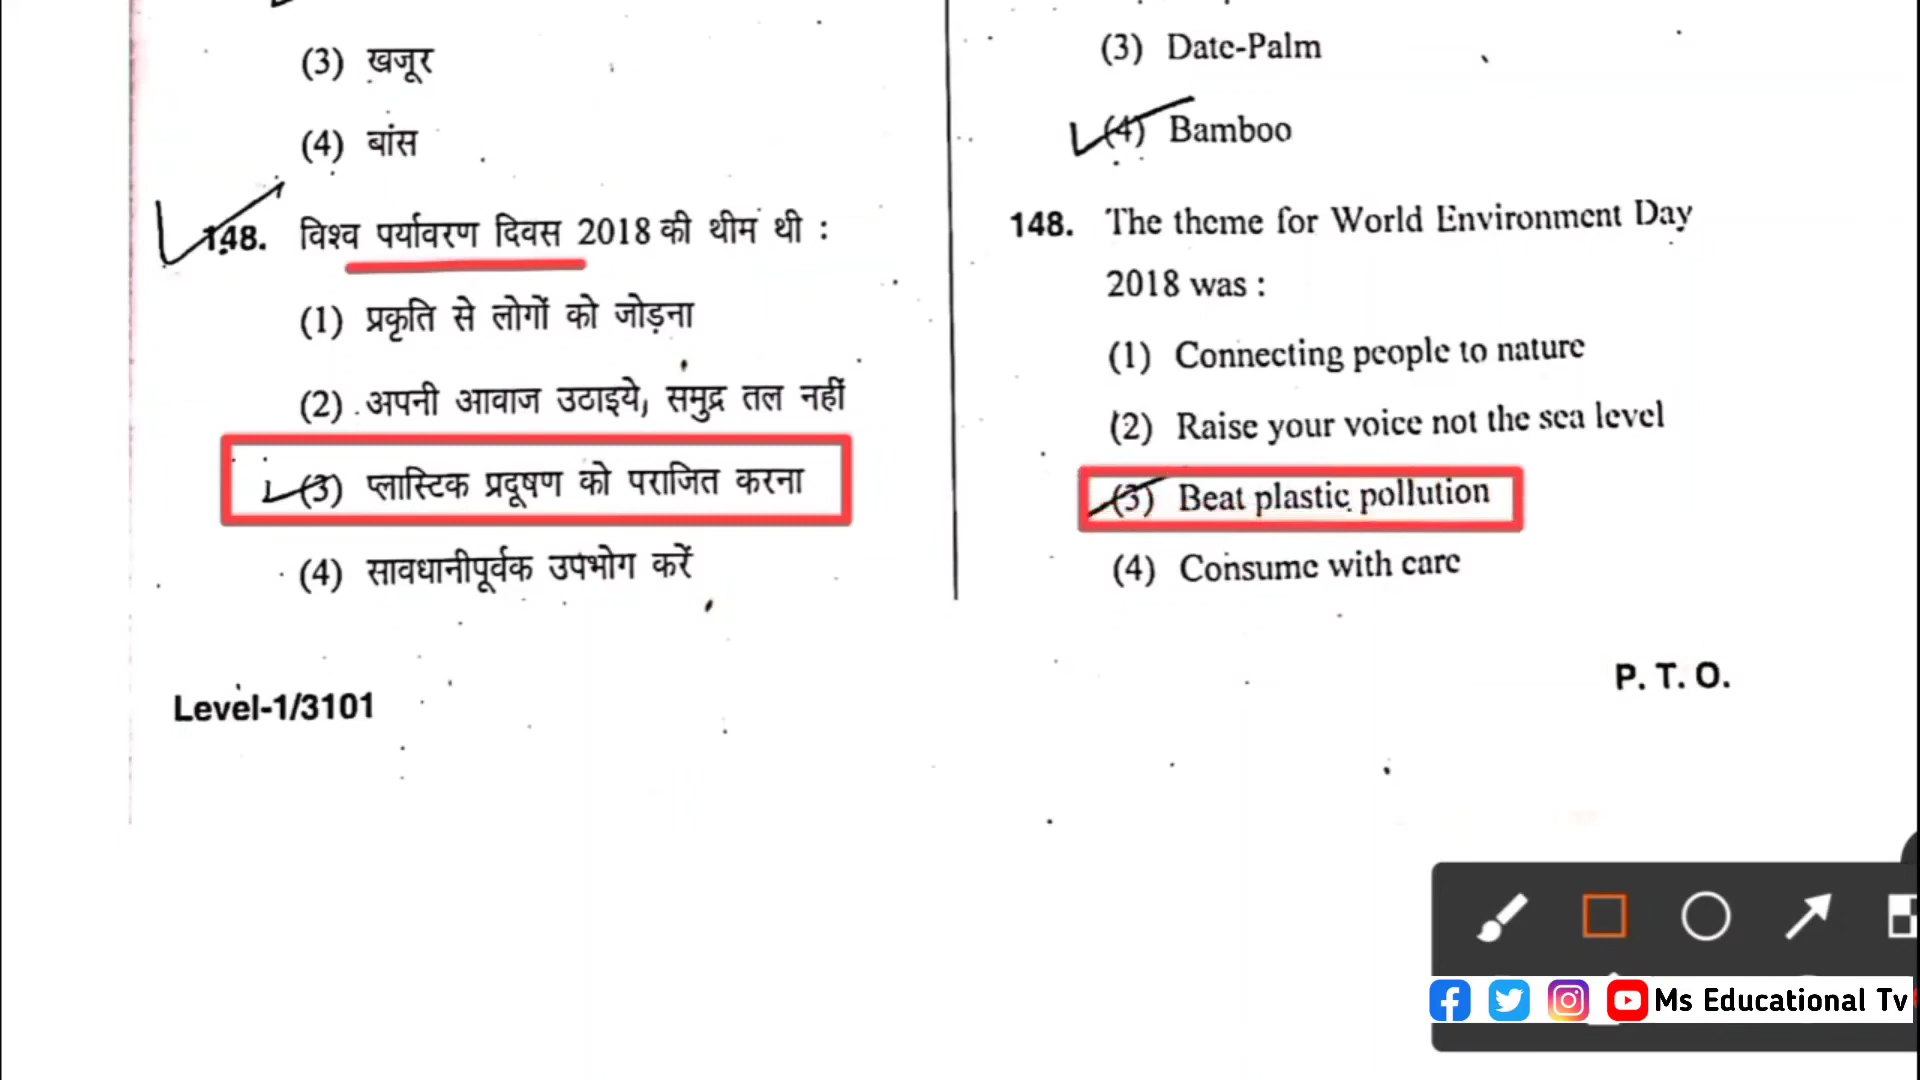 (3) खजूर
(4) बांस
148. विश्व पर्यावरण दिवस 2018 की थीम थी :
(1) प्रकृति से लोगों को जोड़ना
(2) अपनी आवाज उठाइये, समुद्र तल नहीं
(3) प्लास्टिक प्रदूषण को पराजित करना
(4) सावधानीपूर्वक उपभोग करें
Level-1/3101
(3) Date-Palm
(4) Bamboo
148. The theme for World Environment Day
2018 was :
(1) Connecting people to nature
(2) Raise your voice not the sea level
(3) Beat plastic pollution
(4) Consume with care
P. T. O.
Ms Educational Tv